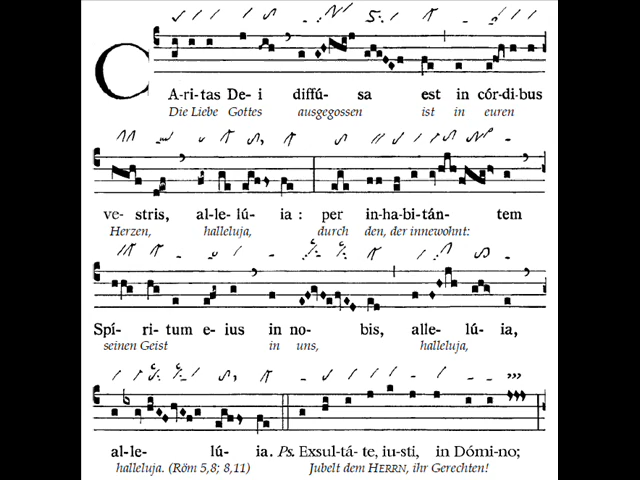 CA-ri-tas De-i diffú-sa est in cór-di-bus
Die Liebe Gottes ausgegossen ist in euren
ve-stris, al-le-lú-ia : per in-ha-bi-tán-tem
Herzen, halleluja, durch den, der innewohnt:
Spí-ri-tum e-ius in no-bis, alle-lú-ia,
seinen Geist in uns, halleluja,
al-le-lú-ia. Ps. Exsul-tá-te, iu-sti, in Dómi-no;
halleluja. (Röm 5,8; 8,11) Jubelt dem HERRN, ihr Gerechten!